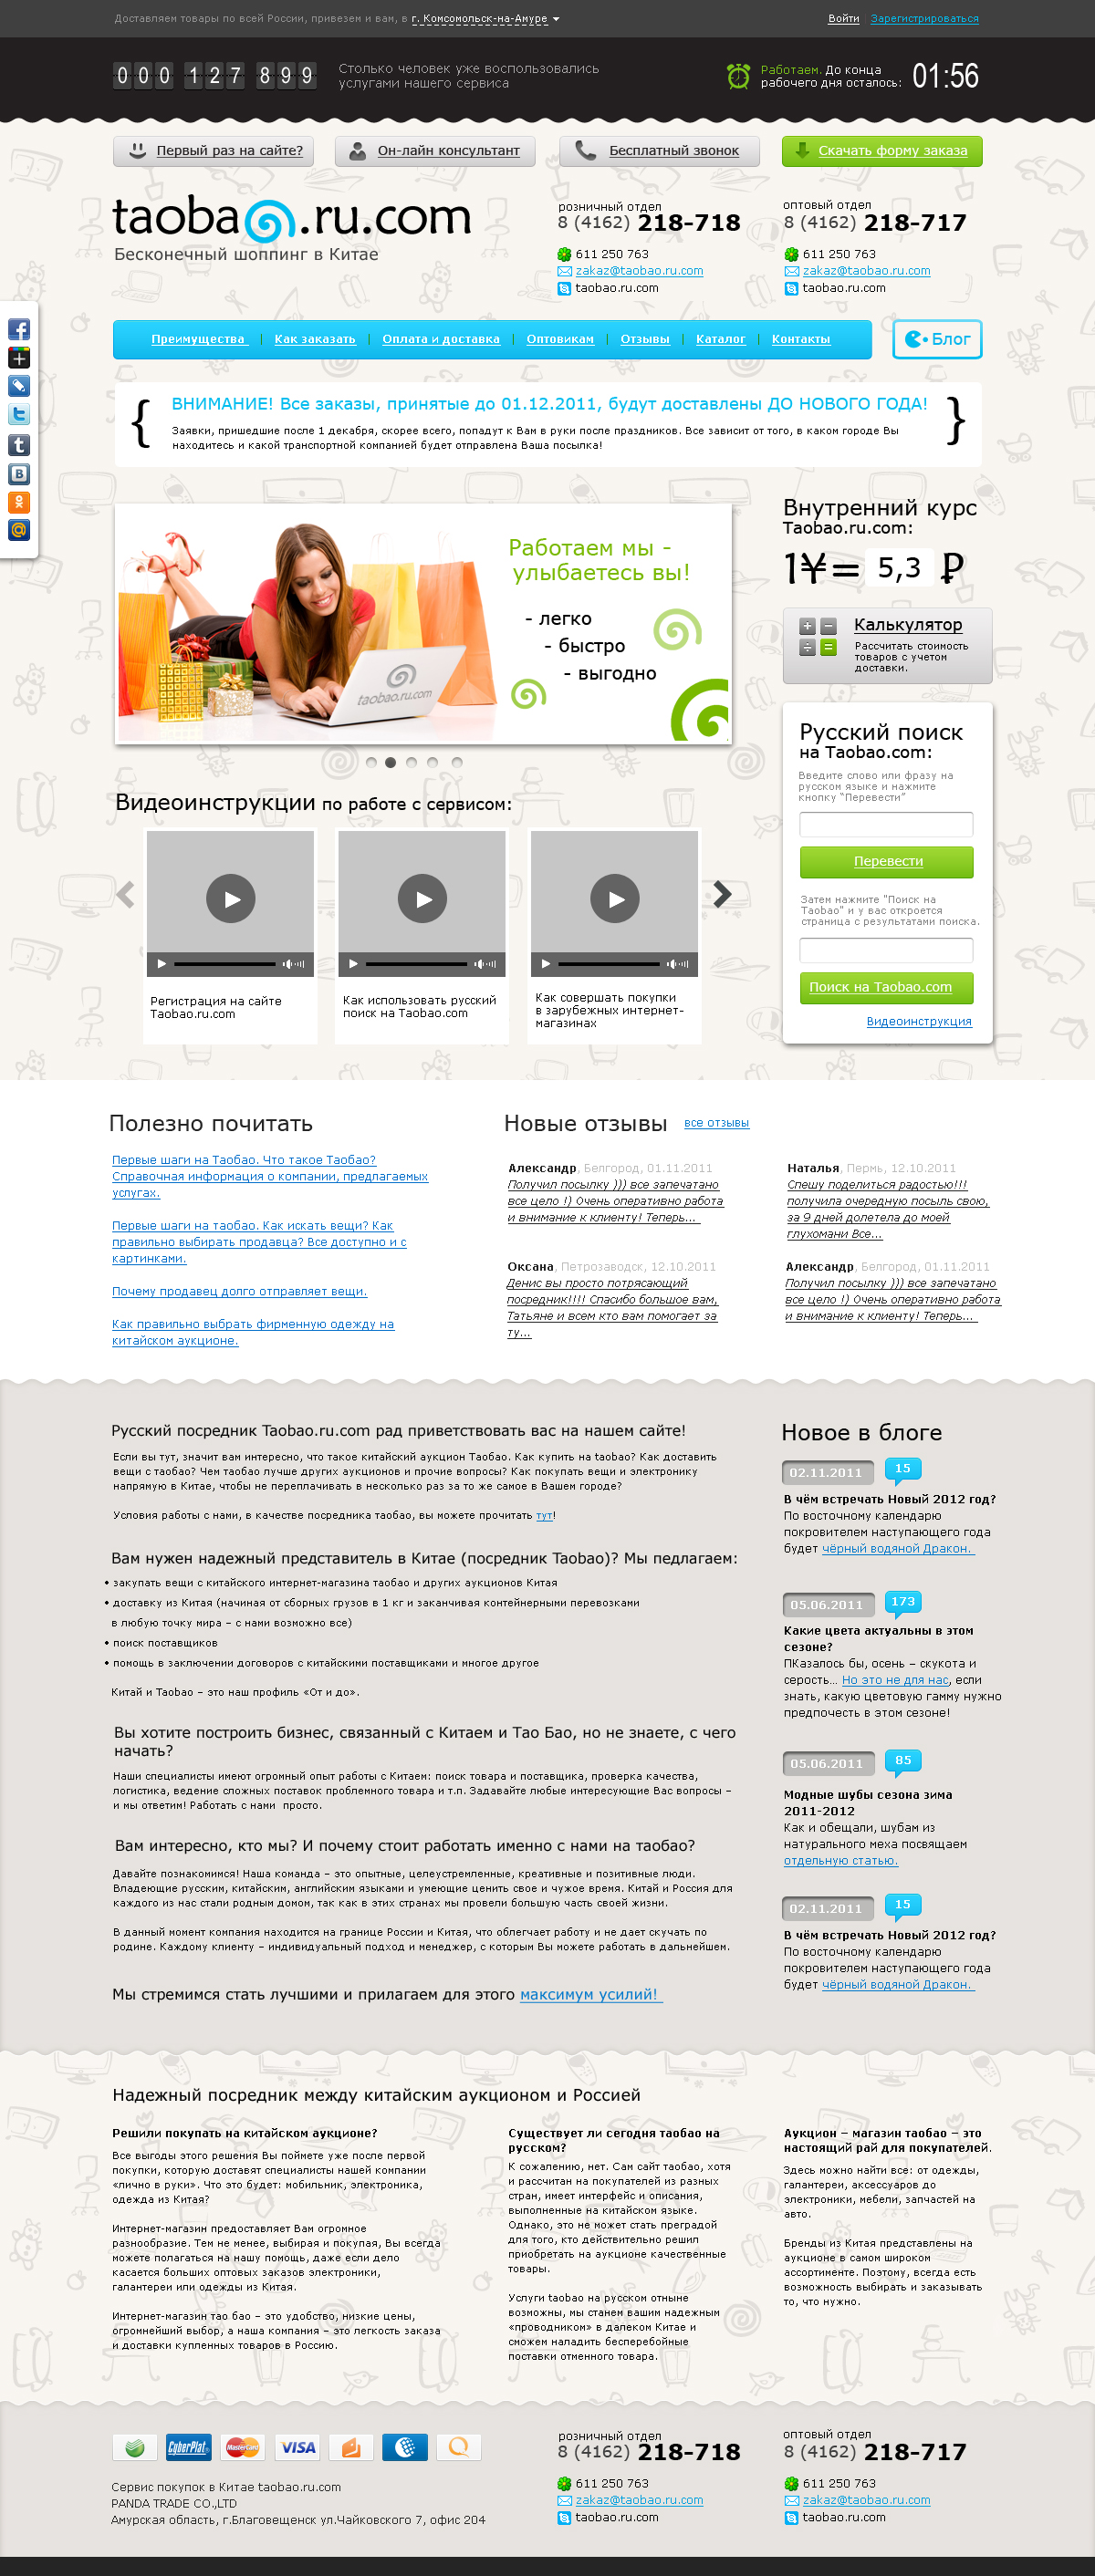 Доставляем товары по всей России, привезем и вам, в г. Комсомольск-на-Амуре
Войти Зарегистрироваться
000 127 899
Столько человек уже воспользовались
услугами нашего сервиса
Работаем. До конца
рабочего дня осталось:
01:56
Первый раз на сайте?
Он-лайн консультант
Бесплатный звонок
Скачать форму заказа
taobao.ru.com
Бесконечный шоппинг в Китае
розничный отдел
8 (4162) 218-718
611 250 763
zakaz@taobao.ru.com
taobao.ru.com
оптовый отдел
8 (4162) 218-717
611 250 763
zakaz@taobao.ru.com
taobao.ru.com
Преимущества | Как заказать | Оплата и доставка | Оптовикам | Отзывы | Каталог | Контакты
Блог
{ ВНИМАНИЕ! Все заказы, принятые до 01.12.2011, будут доставлены ДО НОВОГО ГОДА! }
Заявки, пришедшие после 1 декабря, скорее всего, попадут к Вам в руки после праздников. Все зависит от того, в каком городе Вы
находитесь и какой транспортной компанией будет отправлена Ваша посылка!
Работаем мы -
улыбаетесь вы!
- легко
- быстро
- выгодно
taobao.ru.com
Внутренний курс
Taobao.ru.com:
1¥= 5,3 ₽
Калькулятор
Рассчитать стоимость
товаров с учетом
доставки.
Русский поиск
на Taobao.com:
Введите слово или фразу на
русском языке и нажмите
кнопку "Перевести"
Перевести
Затем нажмите "Поиск на
Taobao" и у вас откроется
страница с результатами поиска.
Поиск на Taobao.com
Видеоинструкция
Видеоинструкции по работе с сервисом:
Регистрация на сайте
Taobao.ru.com
Как использовать русский
поиск на Taobao.com
Как совершать покупки
в зарубежных интернет-
магазинах
Полезно почитать
Первые шаги на Таобао. Что такое Таобао?
Справочная информация о компании, предлагаемых
услугах.
Первые шаги на таобао. Как искать вещи? Как
правильно выбирать продавца? Все доступно и с
картинками.
Почему продавец долго отправляет вещи.
Как правильно выбрать фирменную одежду на
китайском аукционе.
Новые отзывы все отзывы
Александр, Белгород, 01.11.2011
Получил посылку ))) все запечатано
все цело !) Очень оперативно работа
и внимание к клиенту! Теперь...
Наталья, Пермь, 12.10.2011
Спешу поделиться радостью!!!
получила очередную посыль свою,
за 9 дней долетела до моей
глухомани Все...
Оксана, Петрозаводск, 12.10.2011
Денис вы просто потрясающий
посредник!!!! Спасибо большое вам,
Татьяне и всем кто вам помогает за
ту...
Александр, Белгород, 01.11.2011
Получил посылку ))) все запечатано
все цело !) Очень оперативно работа
и внимание к клиенту! Теперь...
Русский посредник Taobao.ru.com рад приветствовать вас на нашем сайте!
Если вы тут, значит вам интересно, что такое китайский аукцион Таобао. Как купить на taobao? Как доставить
вещи с таобао? Чем таобао лучше других аукционов и прочие вопросы? Как покупать вещи и электронику
напрямую в Китае, чтобы не переплачивать в несколько раз за то же самое в Вашем городе?
Условия работы с нами, в качестве посредника таобао, вы можете прочитать тут!
Вам нужен надежный представитель в Китае (посредник Taobao)? Мы педлагаем:
• закупать вещи с китайского интернет-магазина таобао и других аукционов Китая
• доставку из Китая (начиная от сборных грузов в 1 кг и заканчивая контейнерными перевозками
в любую точку мира – с нами возможно все)
• поиск поставщиков
• помощь в заключении договоров с китайскими поставщиками и многое другое
Китай и Taobao – это наш профиль «От и до».
Вы хотите построить бизнес, связанный с Китаем и Тао Бао, но не знаете, с чего
начать?
Наши специалисты имеют огромный опыт работы с Китаем: поиск товара и поставщика, проверка качества,
логистика, ведение сложных поставок проблемного товара и т.п. Задавайте любые интересующие Вас вопросы –
и мы ответим! Работать с нами просто.
Вам интересно, кто мы? И почему стоит работать именно с нами на таобао?
Давайте познакомимся! Наша команда – это опытные, целеустремленные, креативные и позитивные люди.
Владеющие русским, китайским, английским языками и умеющие ценить свое и чужое время. Китай и Россия для
каждого из нас стали родным домом, так как в этих странах мы провели большую часть своей жизни.
В данный момент компания находится на границе России и Китая, что облегчает работу и не дает скучать по
родине. Каждому клиенту – индивидуальный подход и менеджер, с которым Вы можете работать в дальнейшем.
Мы стремимся стать лучшими и прилагаем для этого максимум усилий!
Новое в блоге
02.11.2011 15
В чём встречать Новый 2012 год?
По восточному календарю
покровителем наступающего года
будет чёрный водяной Дракон.
05.06.2011 173
Какие цвета актуальны в этом
сезоне?
ПКазалось бы, осень – скукота и
серость... Но это не для нас, если
знать, какую цветовую гамму нужно
предпочесть в этом сезоне!
05.06.2011 85
Модные шубы сезона зима
2011-2012
Как и обещали, шубам из
натурального меха посвящаем
отдельную статью.
02.11.2011 15
В чём встречать Новый 2012 год?
По восточному календарю
покровителем наступающего года
будет чёрный водяной Дракон.
Надежный посредник между китайским аукционом и Россией
Решили покупать на китайском аукционе?
Все выгоды этого решения Вы поймете уже после первой
покупки, которую доставят специалисты нашей компании
«лично в руки». Что это будет: мобильник, электроника,
одежда из Китая?
Интернет-магазин предоставляет Вам огромное
разнообразие. Тем не менее, выбирая и покупая, Вы всегда
можете полагаться на нашу помощь, даже если дело
касается больших оптовых заказов электроники,
галантереи или одежды из Китая.
Интернет-магазин тао бао – это удобство, низкие цены,
огромнейший выбор, а наша компания – это легкость заказа
и доставки купленных товаров в Россию.
Существует ли сегодня таобао на
русском?
К сожалению, нет. Сам сайт таобао, хотя
и рассчитан на покупателей из разных
стран, имеет интерфейс и описания,
выполненные на китайском языке.
Однако, это не может стать преградой
для того, кто действительно решил
приобретать на аукционе качественные
товары.
Услуги taobao на русском отныне
возможны, мы станем вашим надежным
«проводником» в далеком Китае и
сможем наладить бесперебойные
поставки отменного товара.
Аукцион – магазин таобао – это
настоящий рай для покупателей.
Здесь можно найти все: от одежды,
галантереи, аксессуаров до
электроники, мебели, запчастей на
авто.
Бренды из Китая представлены на
аукционе в самом широком
ассортименте. Поэтому, всегда есть
возможность выбирать и заказывать
то, что нужно.
CyberPlat MasterCard VISA
Сервис покупок в Китае taobao.ru.com
PANDA TRADE CO.,LTD
Амурская область, г.Благовещенск ул.Чайковского 7, офис 204
розничный отдел
8 (4162) 218-718
611 250 763
zakaz@taobao.ru.com
taobao.ru.com
оптовый отдел
8 (4162) 218-717
611 250 763
zakaz@taobao.ru.com
taobao.ru.com